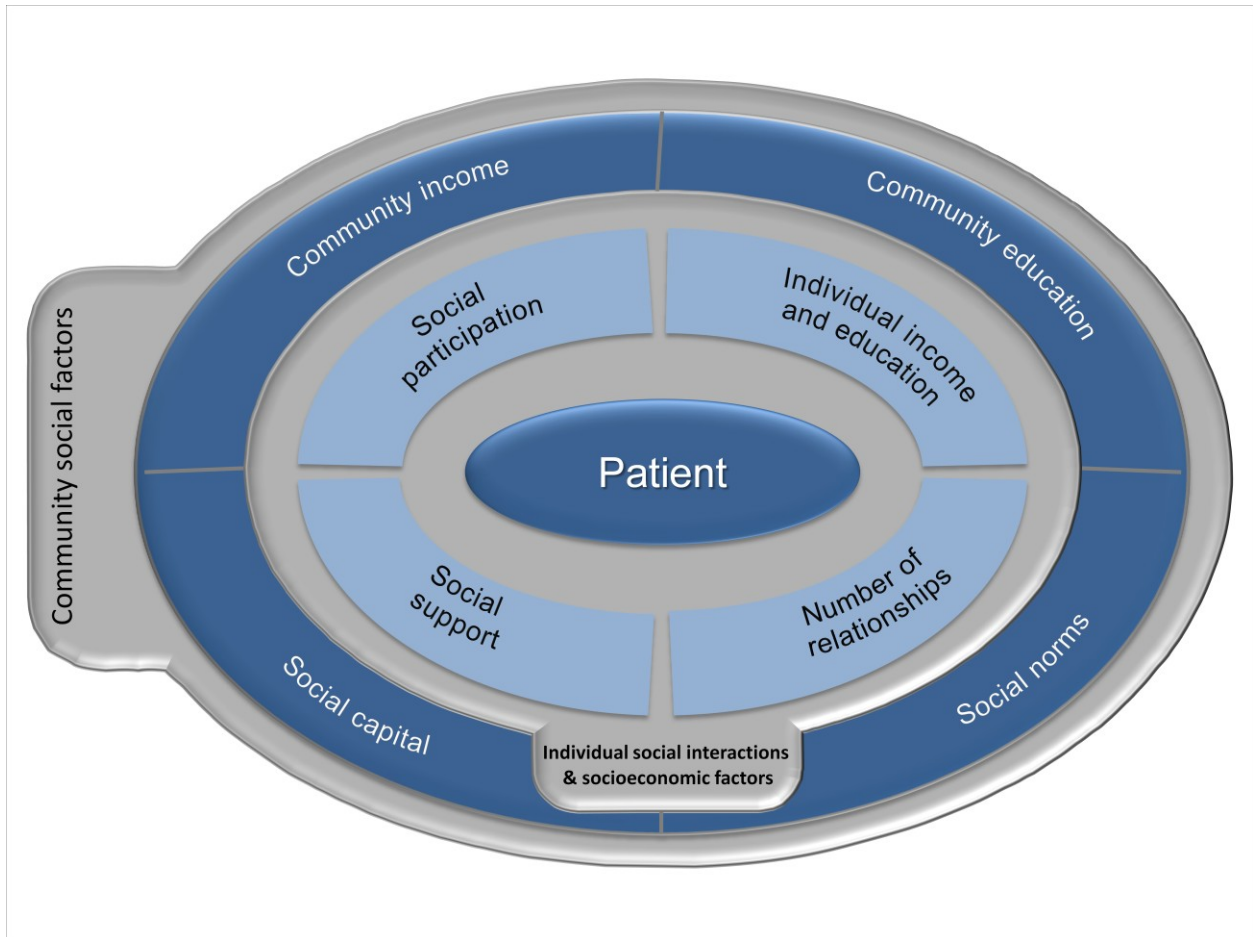 Community social factors
Community income
Community education
Social
participation
Individual income
and education
Patient
Social
support
Number of
relationships
Social capital
Social norms
Individual social interactions
& socioeconomic factors